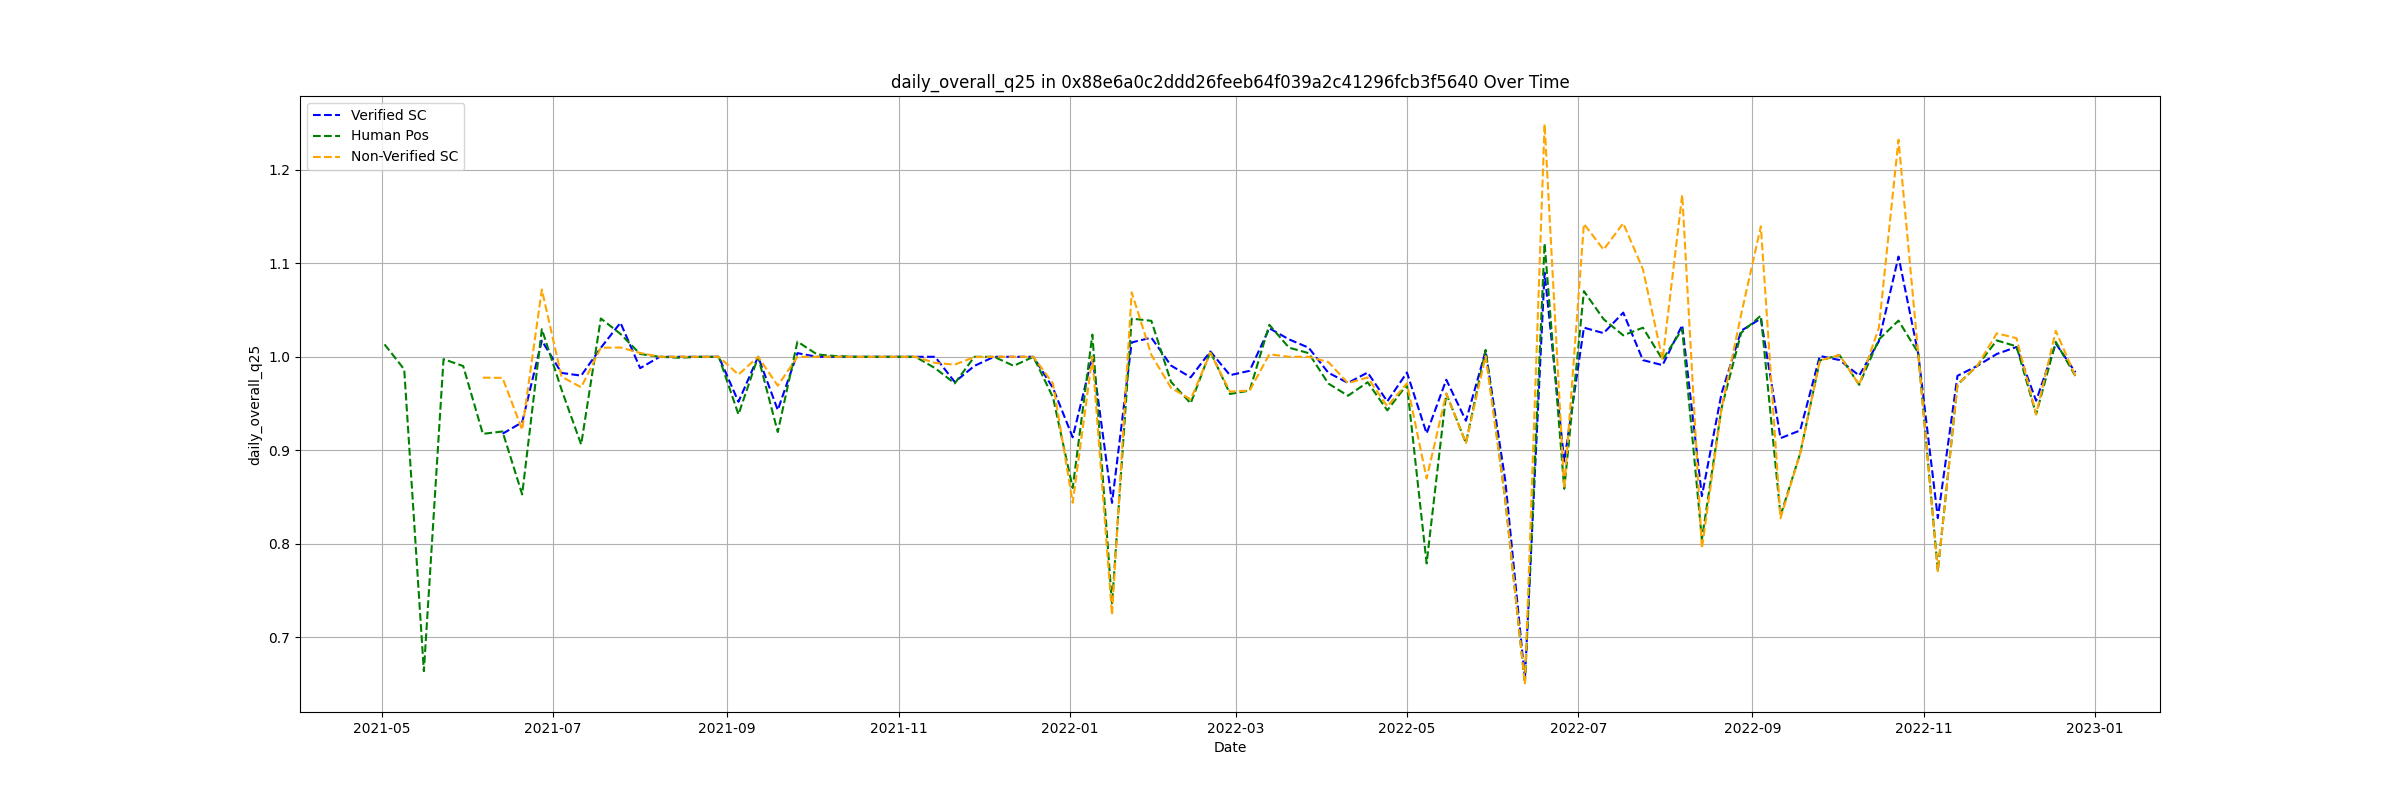 daily_overall_q25 in 0x88e6a0c2ddd26feeb64f039a2c41296fcb3f5640 Over Time
Verified SC
Human Pos
Non-Verified SC
daily_overall_q25
1.2
1.1
1.0
0.9
0.8
0.7
2021-05
2021-07
2021-09
2021-11
2022-01
2022-03
2022-05
2022-07
2022-09
2022-11
2023-01
Date